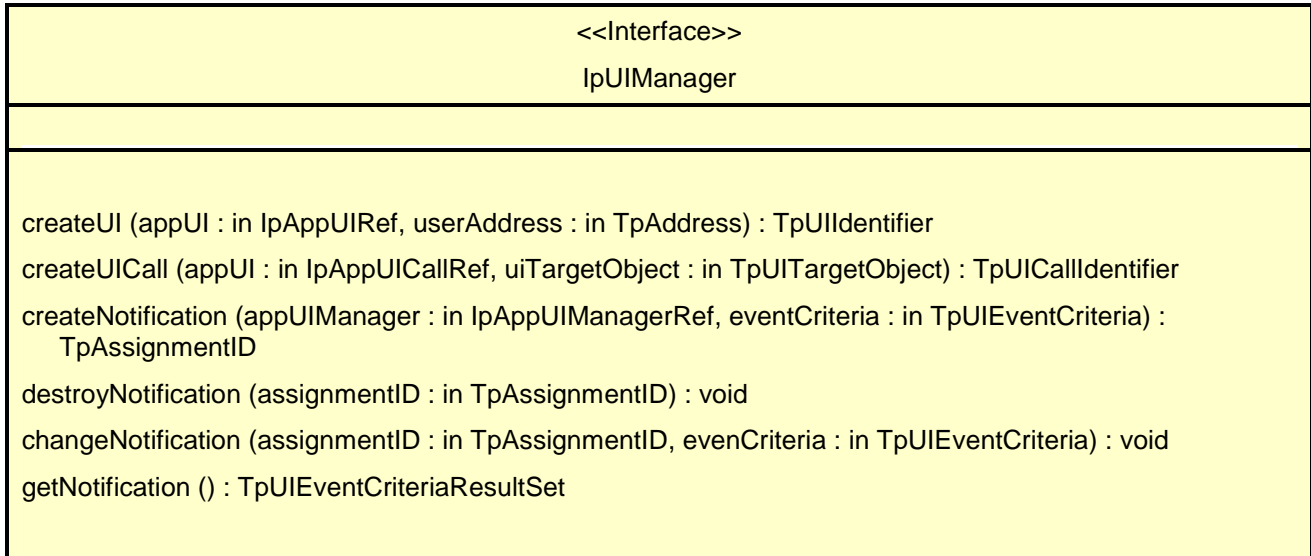 <<Interface>>
IpUIManager
createUI (appUI : in IpAppUIRef, userAddress : in TpAddress) : TpUIIdentifier
createUICall (appUI : in IpAppUICallRef, uiTargetObject : in TpUITargetObject) : TpUICallIdentifier
createNotification (appUIManager : in IpAppUIManagerRef, eventCriteria : in TpUIEventCriteria) :
TpAssignmentID
destroyNotification (assignmentID : in TpAssignmentID) : void
changeNotification (assignmentID : in TpAssignmentID, evenCriteria : in TpUIEventCriteria) : void
getNotification () : TpUIEventCriteriaResultSet